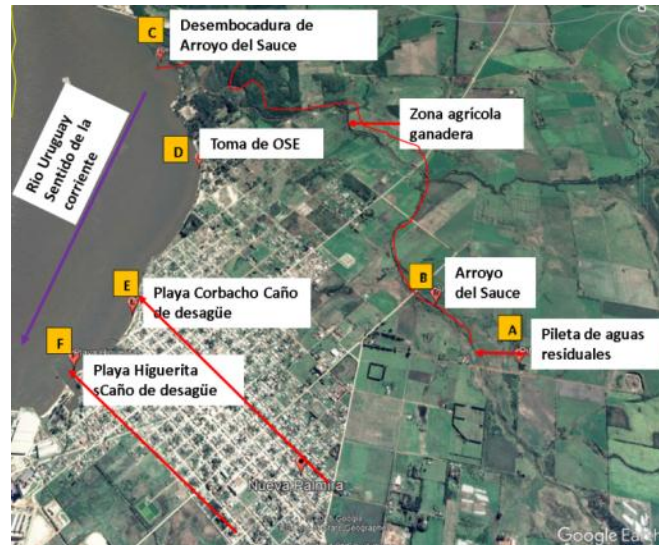 C
Desembocadura de
Arroyo del Sauce
Zona agrícola
ganadera
D
Toma de OSE
Rio Uruguay
Sentido de la
corriente
E
Playa Corbacho Caño
de desagüe
B
Arroyo
del Sauce
A
Pileta de aguas
residuales
F
Playa Higuerita
sCaño de desagüe
Nueva Palmira
Google Earth